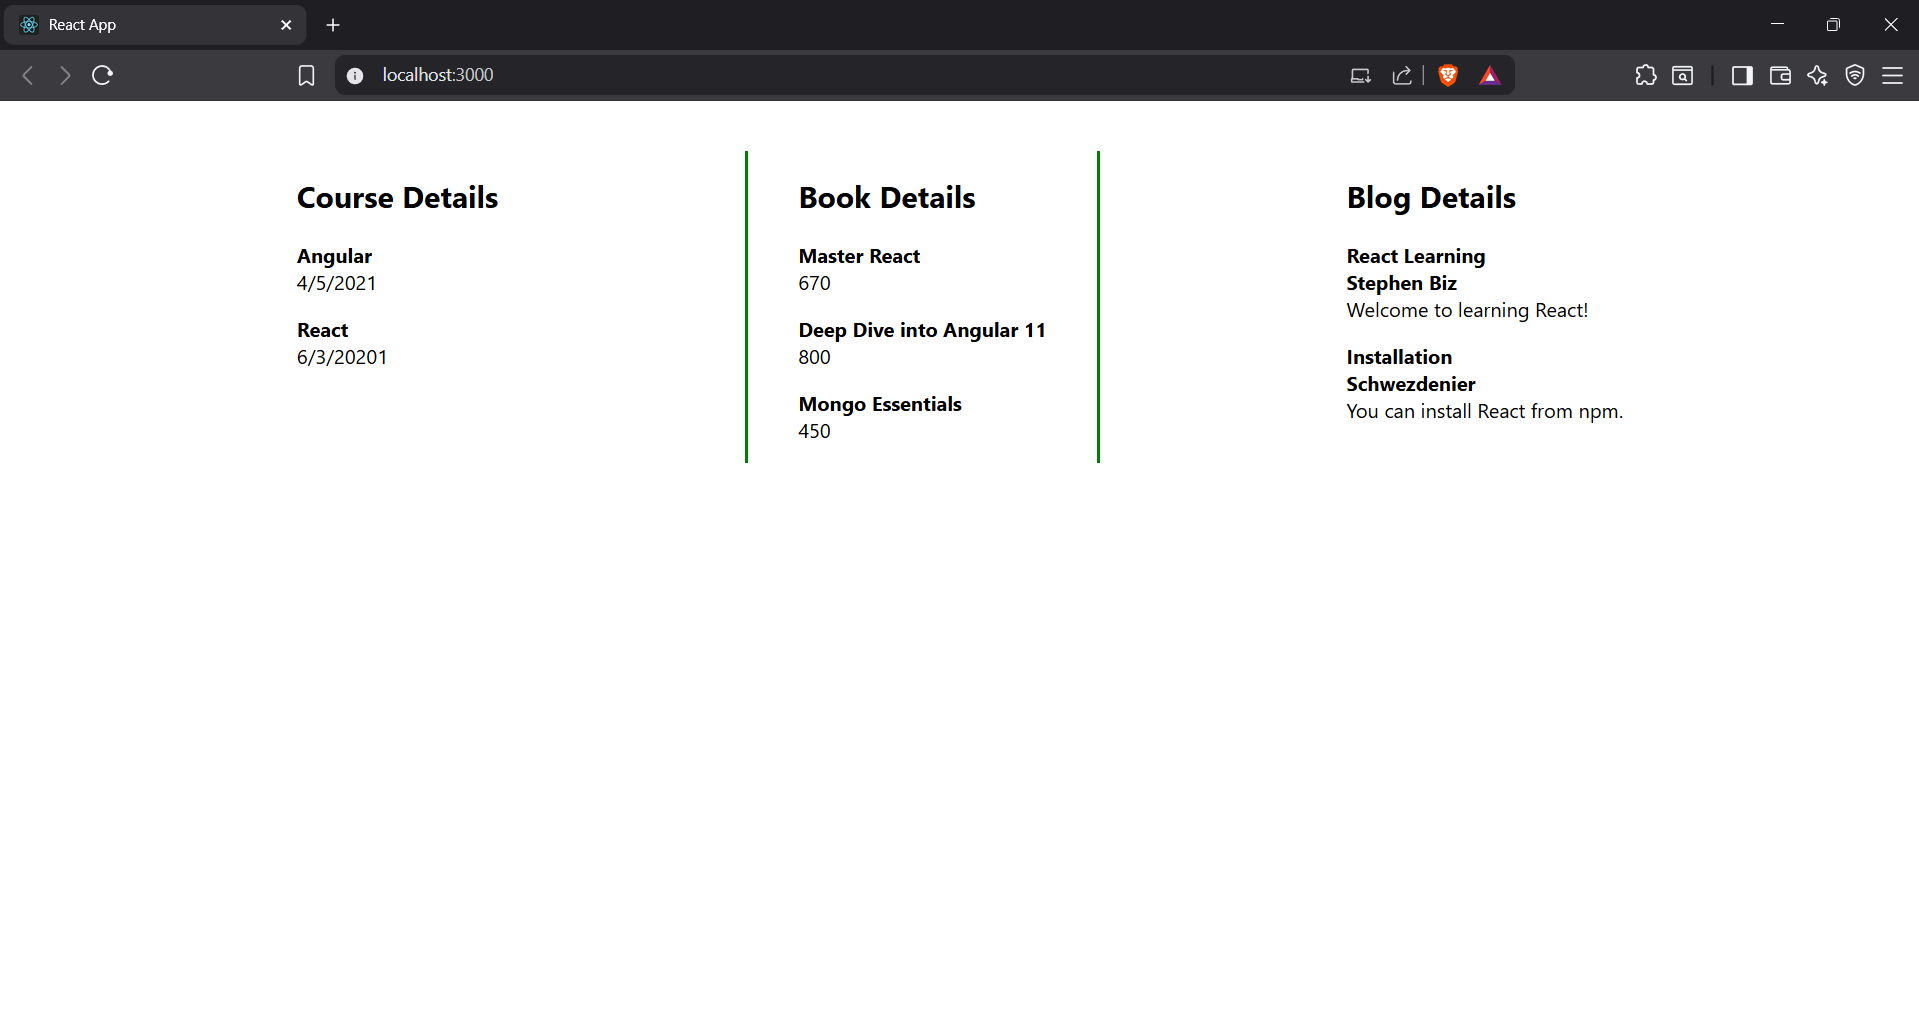 React App
localhost:3000
Course Details
Angular
4/5/2021
React
6/3/20201
Book Details
Master React
670
Deep Dive into Angular 11
800
Mongo Essentials
450
Blog Details
React Learning
Stephen Biz
Welcome to learning React!
Installation
Schwezdenier
You can install React from npm.